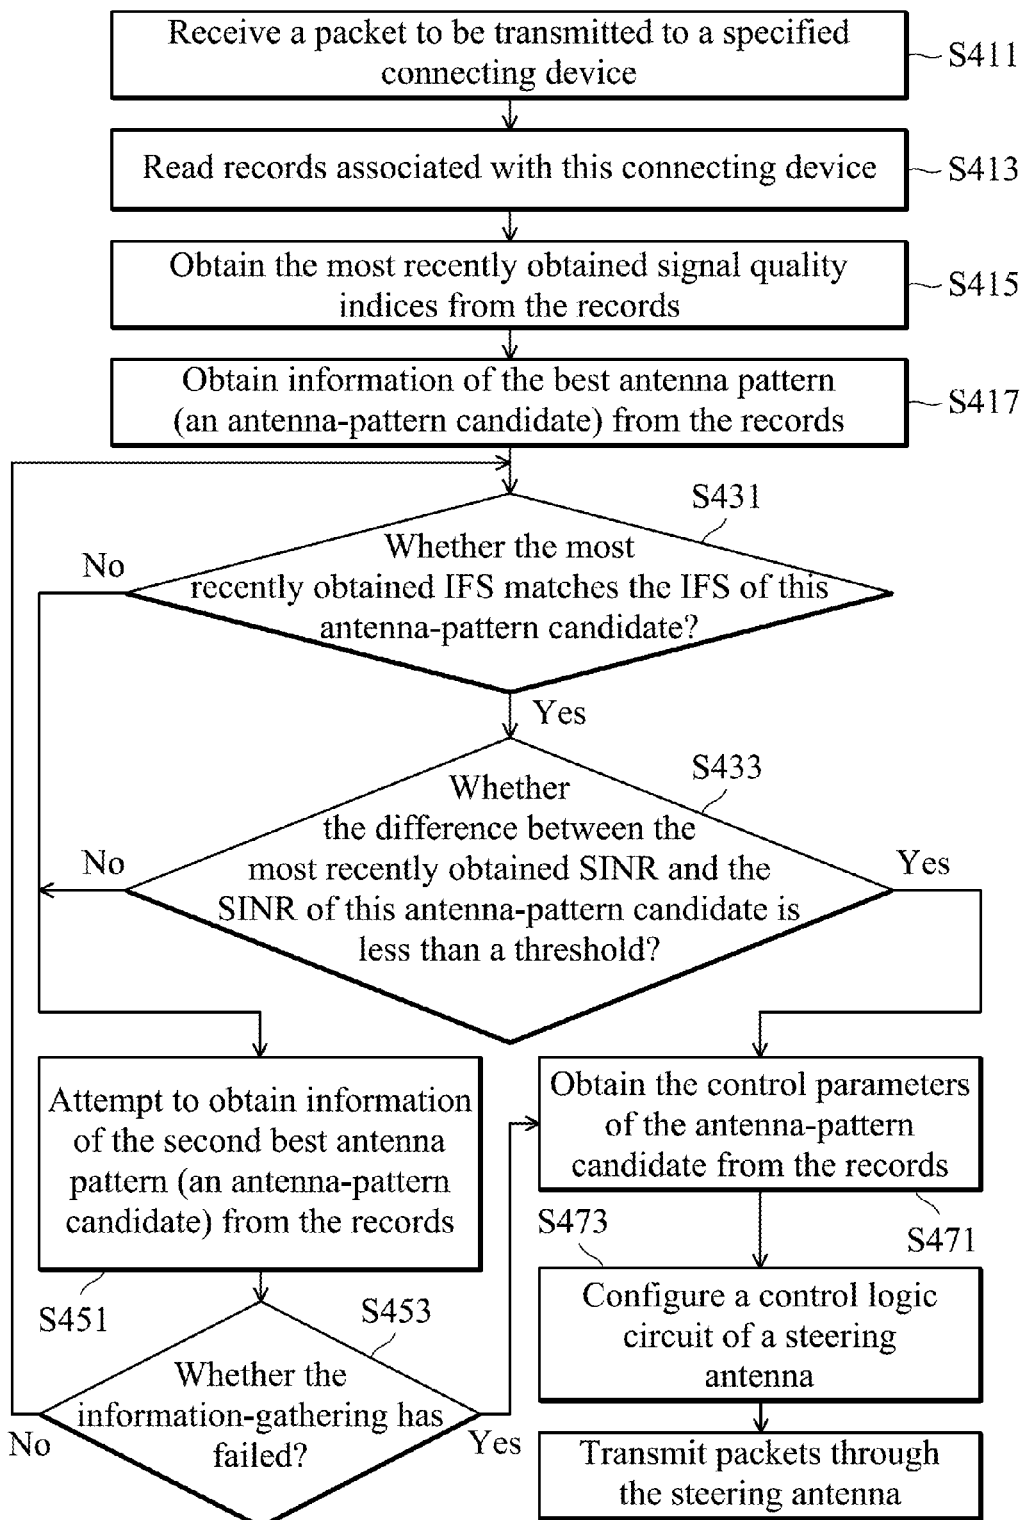 Receive a packet to be transmitted to a specified
connecting device
S411
Read records associated with this connecting device
S413
Obtain the most recently obtained signal quality
indices from the records
S415
Obtain information of the best antenna pattern
(an antenna-pattern candidate) from the records
S417
S431
Whether the most
recently obtained IFS matches the IFS of this
antenna-pattern candidate?
No
Yes
S433
Whether
the difference between the
most recently obtained SINR and the
SINR of this antenna-pattern candidate is
less than a threshold?
No
Yes
Attempt to obtain information
of the second best antenna
pattern (an antenna-pattern
candidate) from the records
S451
Obtain the control parameters
of the antenna-pattern
candidate from the records
S471
S453
Whether the
information-gathering has
failed?
No
Yes
S473
Configure a control logic
circuit of a steering
antenna
Transmit packets through
the steering antenna